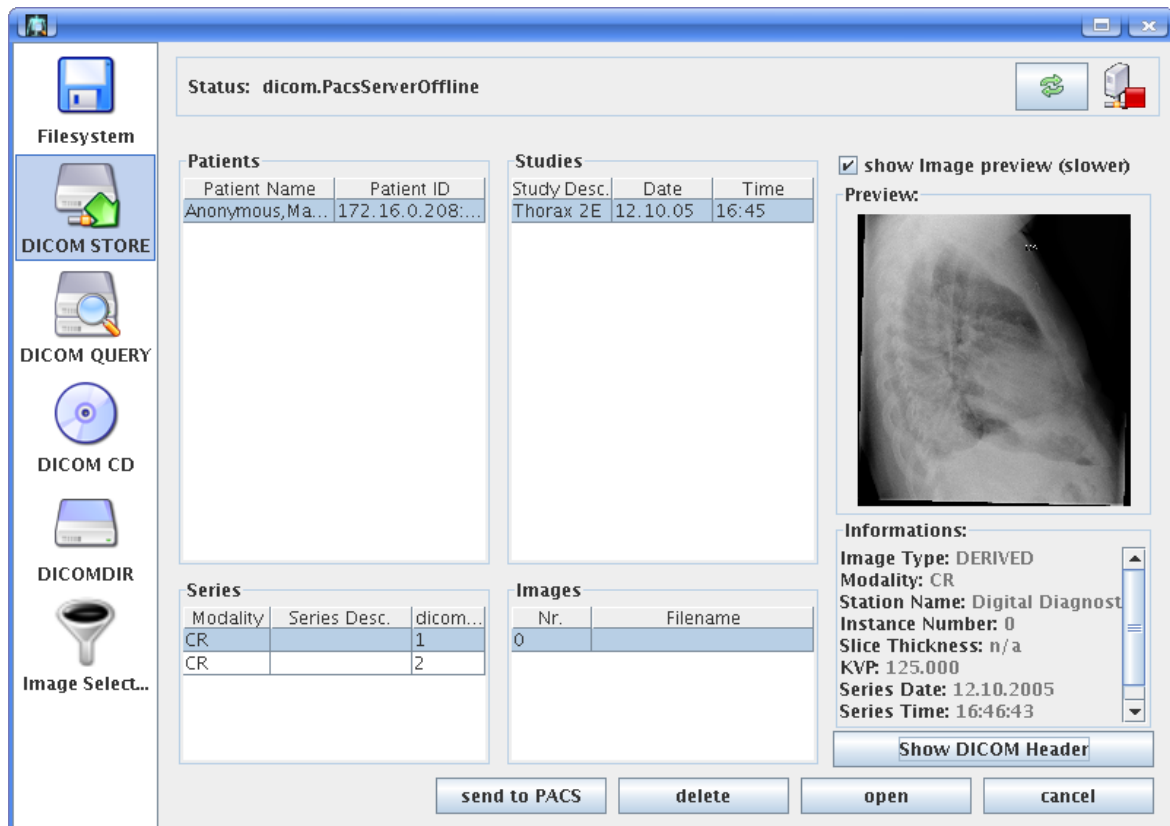 Status: dicom.PacsServerOffline
Filesystem
DICOM STORE
DICOM QUERY
DICOM CD
DICOMDIR
Image Select...
Patients
Patient Name Patient ID
Anonymous,Ma... 172.16.0.208:...
Studies
Study Desc. Date Time
Thorax 2E 12.10.05 16:45
show Image preview (slower)
Preview:
Series
Modality Series Desc. dicom...
CR 1
CR 2
Images
Nr. Filename
0
Informations:
Image Type: DERIVED
Modality: CR
Station Name: Digital Diagnost
Instance Number: 0
Slice Thickness: n/a
KVP: 125.000
Series Date: 12.10.2005
Series Time: 16:46:43
Show DICOM Header
send to PACS delete open cancel